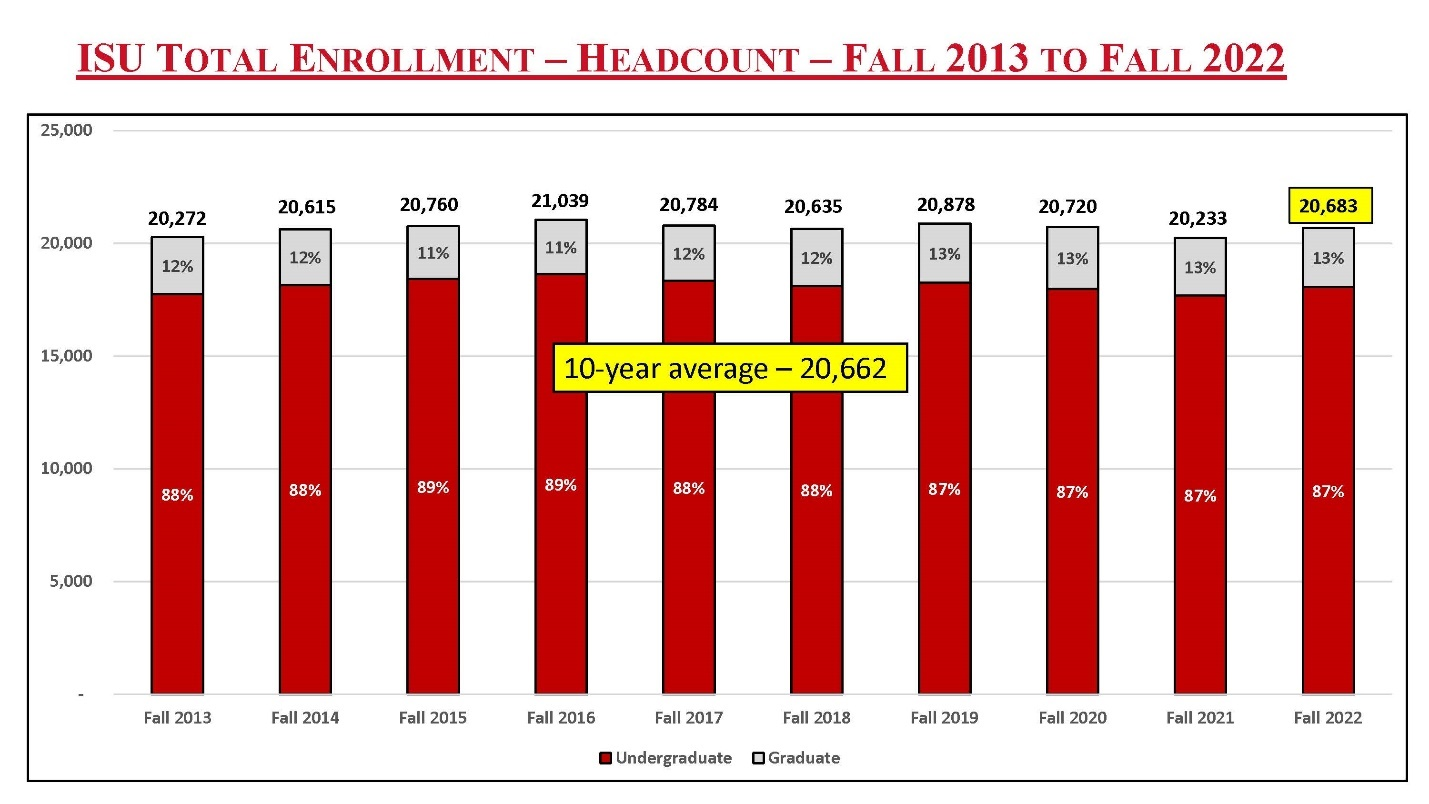 ISU TOTAL ENROLLMENT – HEADCOUNT – FALL 2013 TO FALL 2022
25,000
20,272 20,615 20,760 21,039 20,784 20,635 20,878 20,720 20,233 20,683
20,000
12% 12% 11% 11% 12% 12% 13% 13% 13% 13%
15,000
10-year average – 20,662
10,000
88% 88% 89% 89% 88% 88% 87% 87% 87% 87%
5,000
-
Fall 2013 Fall 2014 Fall 2015 Fall 2016 Fall 2017 Fall 2018 Fall 2019 Fall 2020 Fall 2021 Fall 2022
Undergraduate Graduate